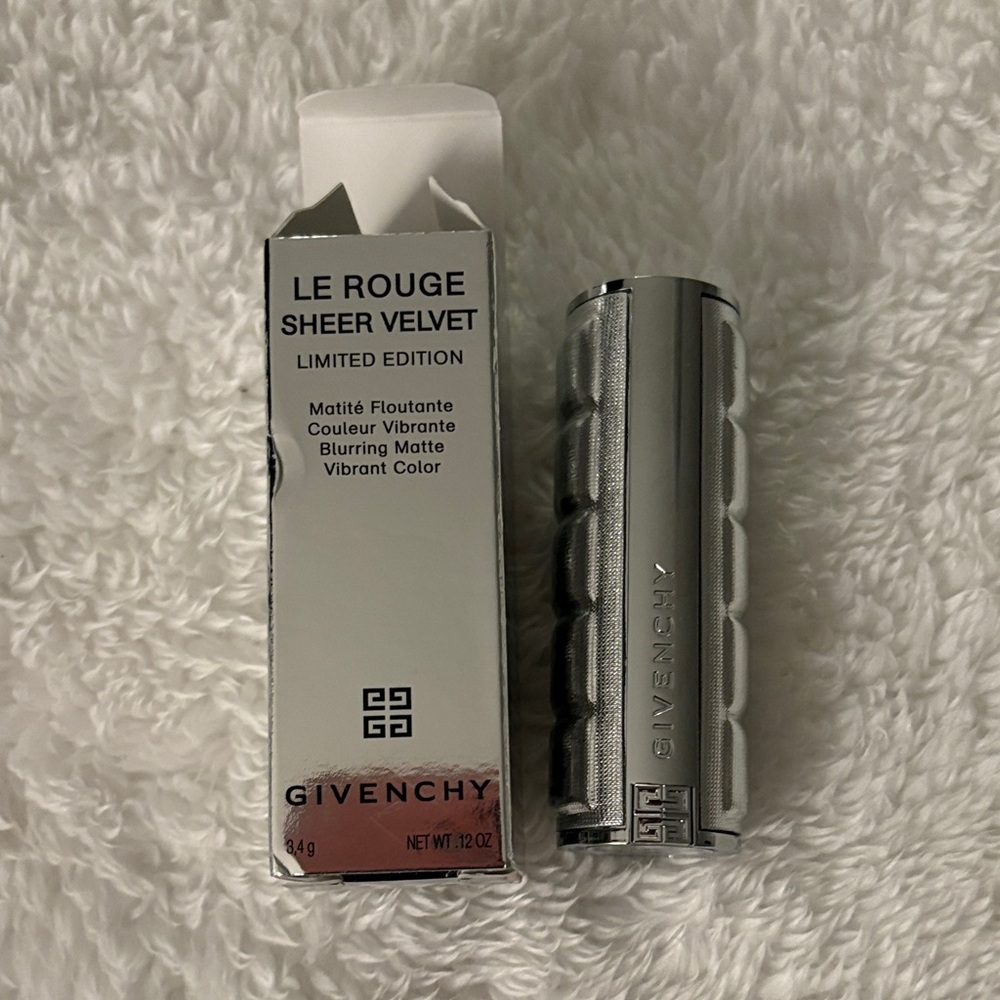 LE ROUGE
SHEER VELVET
LIMITED EDITION
Matité Floutante
Couleur Vibrante
Blurring Matte
Vibrant Color
GIVENCHY
3,4 g NET WT .12 OZ
GIVENCHY